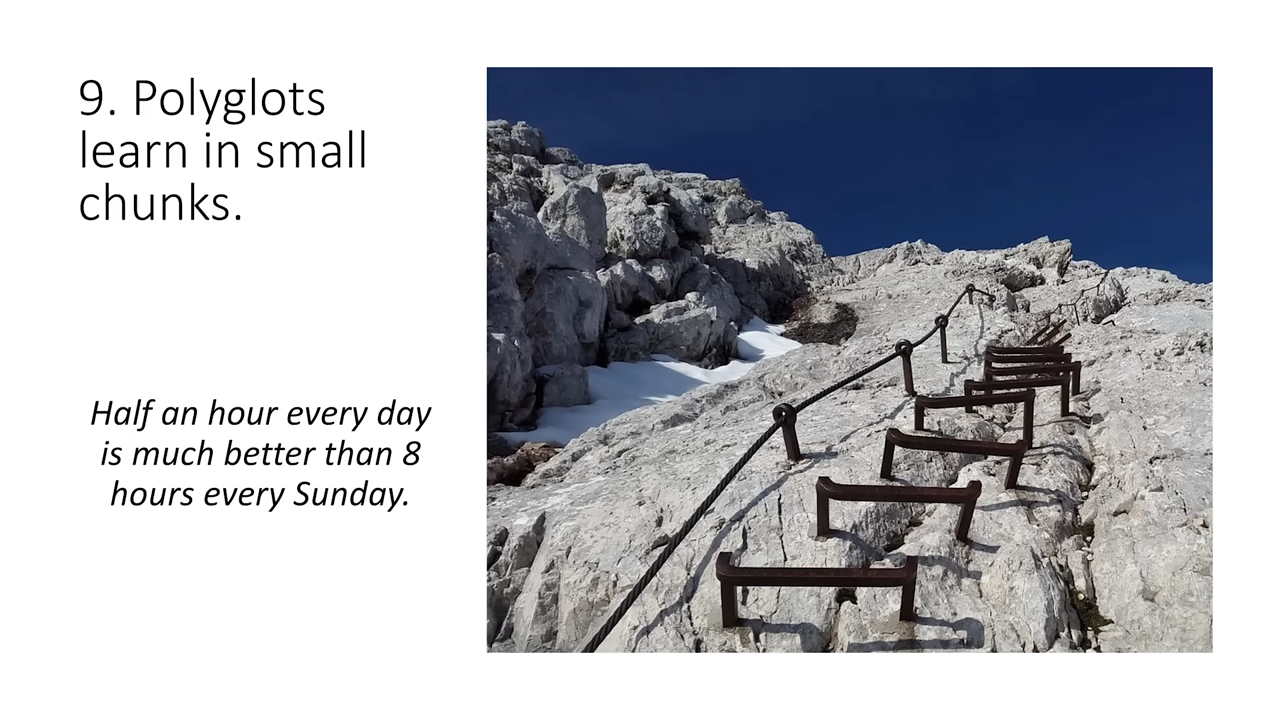 9. Polyglots
learn in small
chunks.
Half an hour every day
is much better than 8
hours every Sunday.